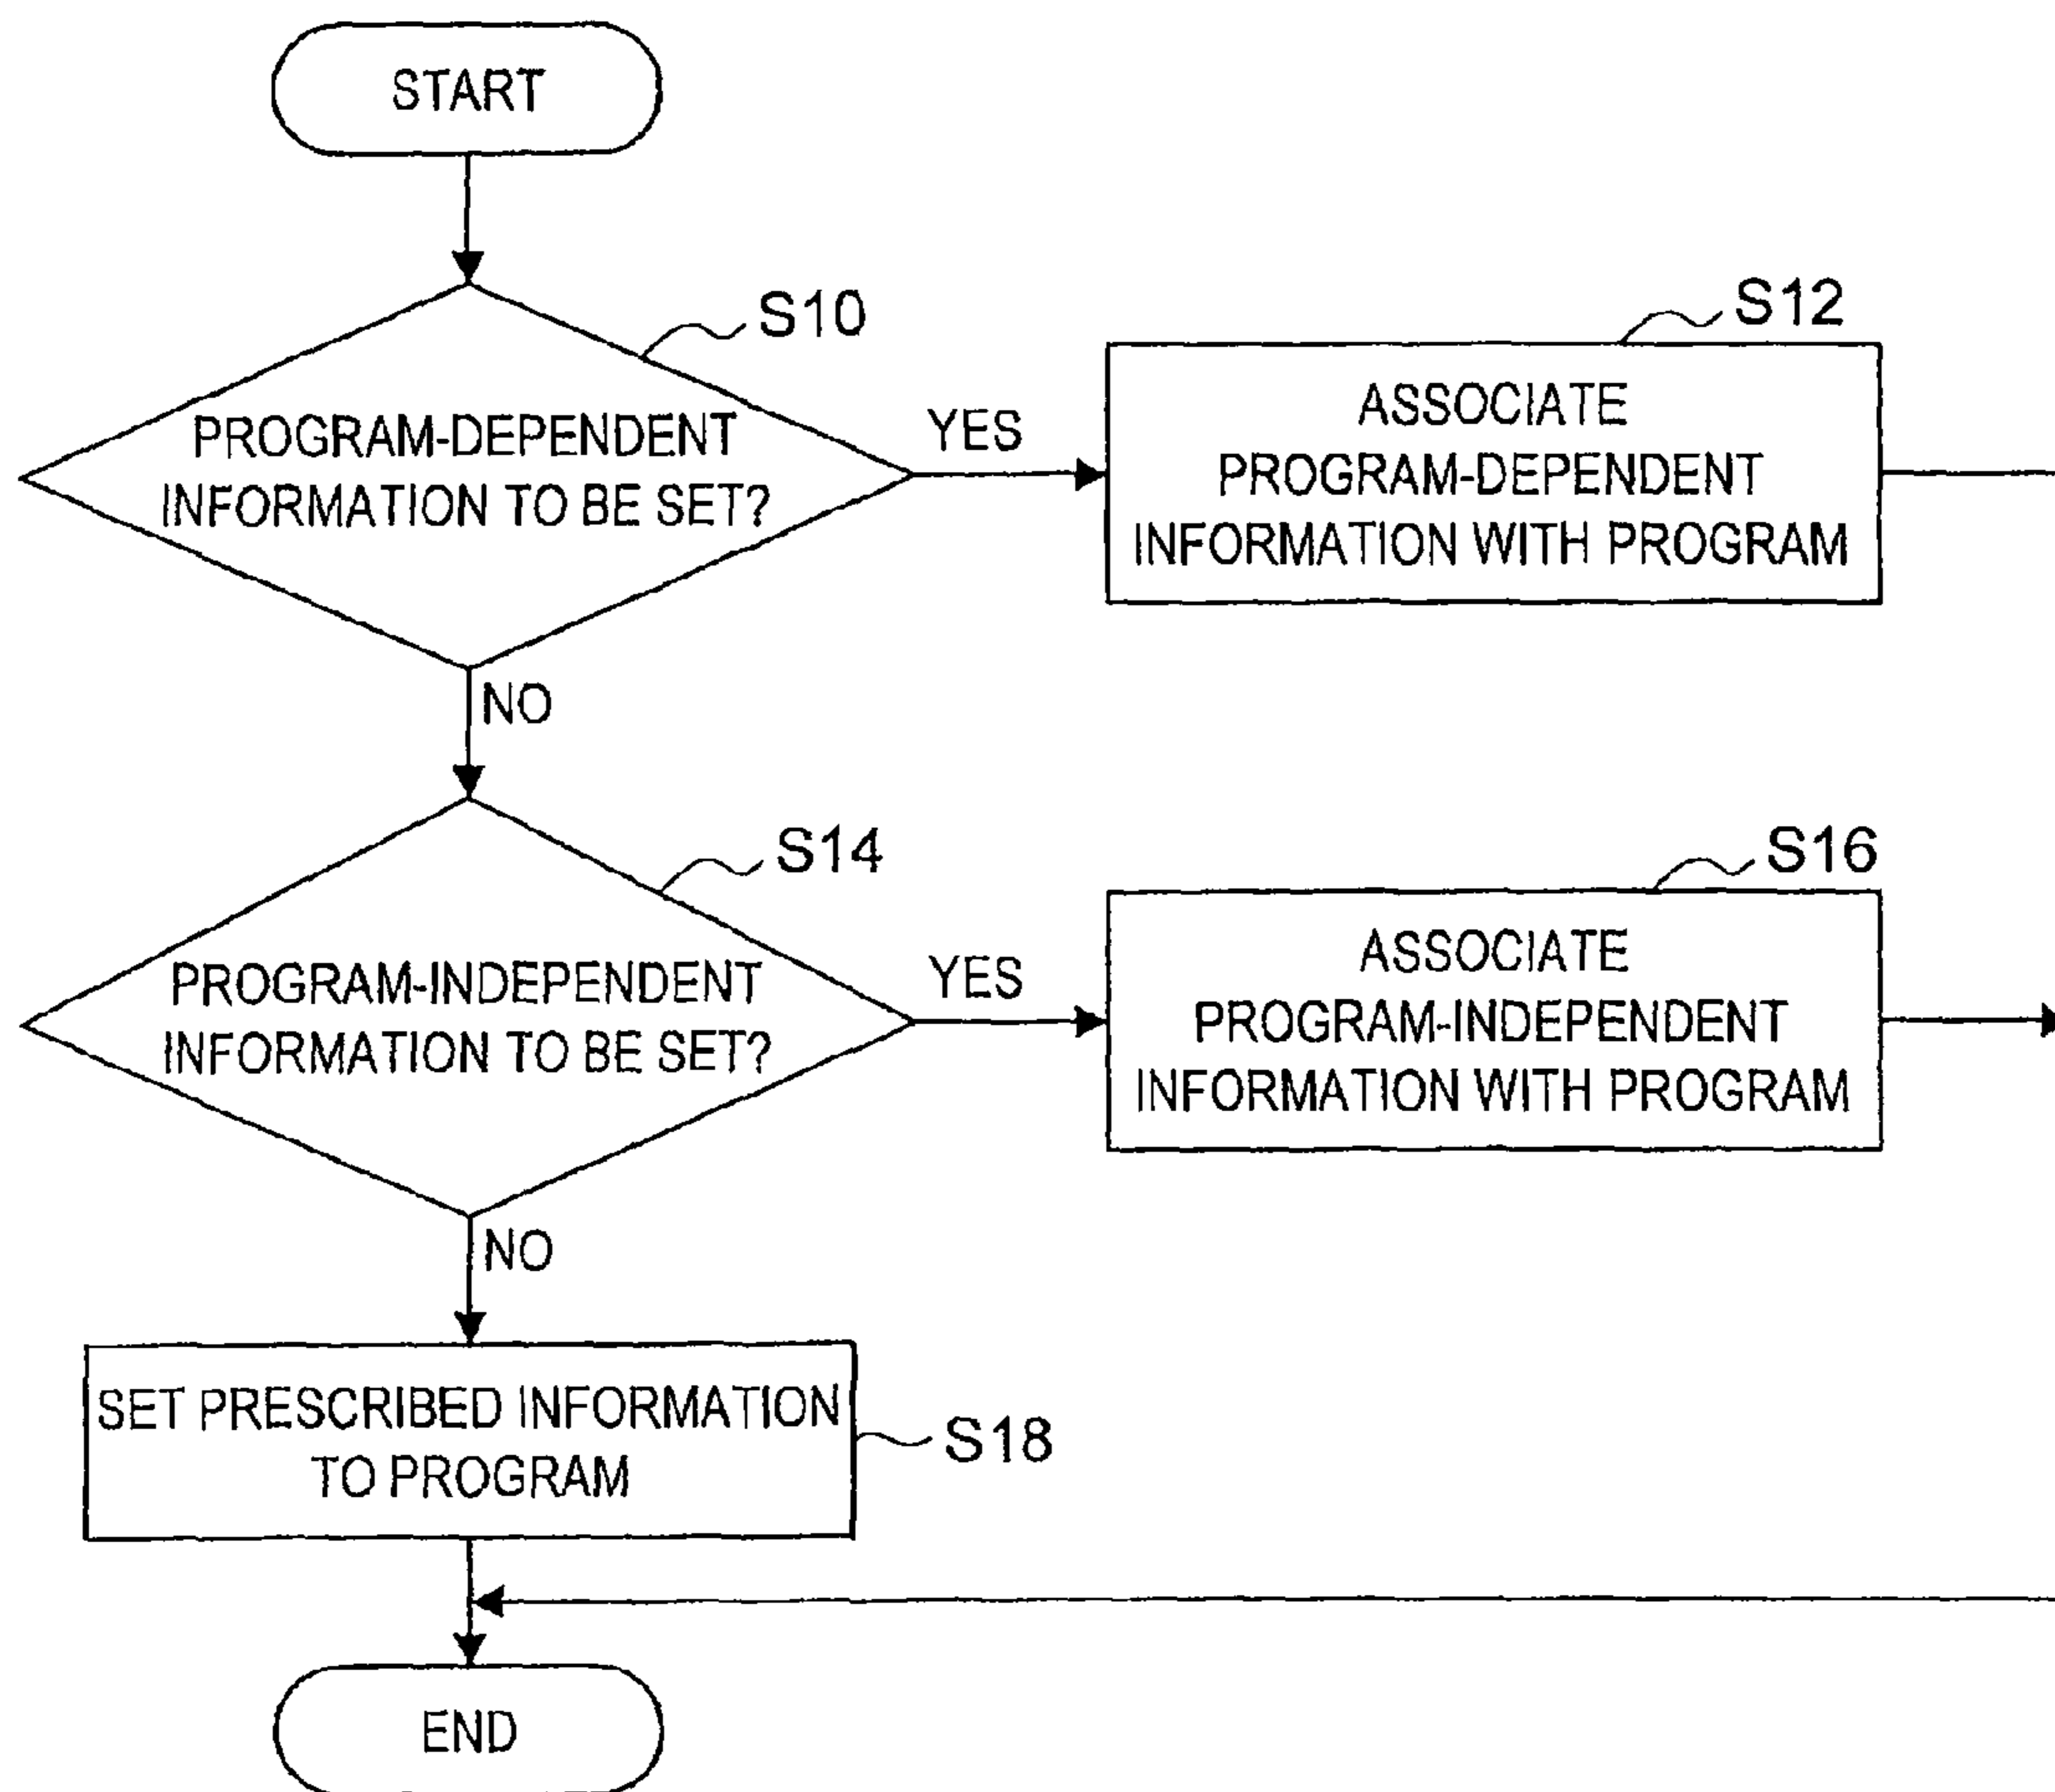 START
S10
PROGRAM-DEPENDENT
INFORMATION TO BE SET?
YES
S12
ASSOCIATE
PROGRAM-DEPENDENT
INFORMATION WITH PROGRAM
NO
S14
PROGRAM-INDEPENDENT
INFORMATION TO BE SET?
YES
S16
ASSOCIATE
PROGRAM-INDEPENDENT
INFORMATION WITH PROGRAM
NO
SET PRESCRIBED INFORMATION
TO PROGRAM
S18
END